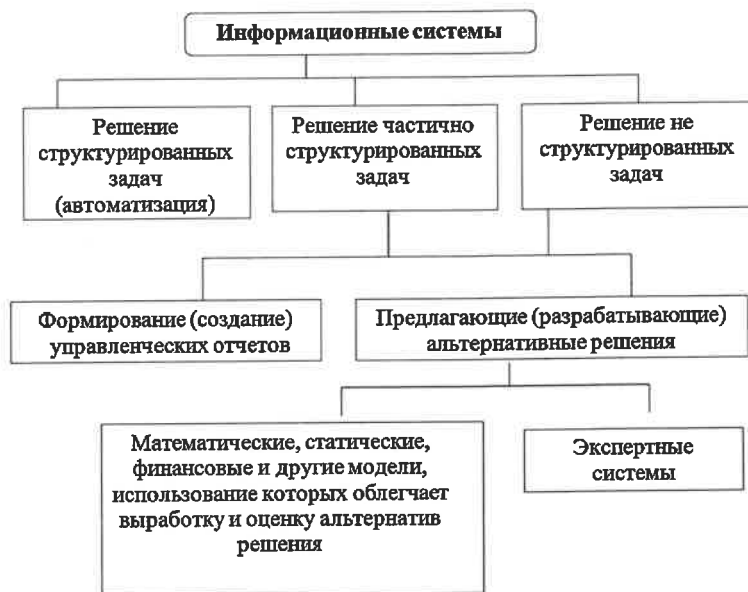 Информационные системы
Решение
структурированных
задач
(автоматизация)
Решение частично
структурированных
задач
Решение не
структурированных
задач
Формирование (создание)
управленческих отчетов
Предлагающие (разрабатывающие)
альтернативные решения
Математические, статические,
финансовые и другие модели,
использование которых облегчает
выработку и оценку альтернатив
решения
Экспертные
системы